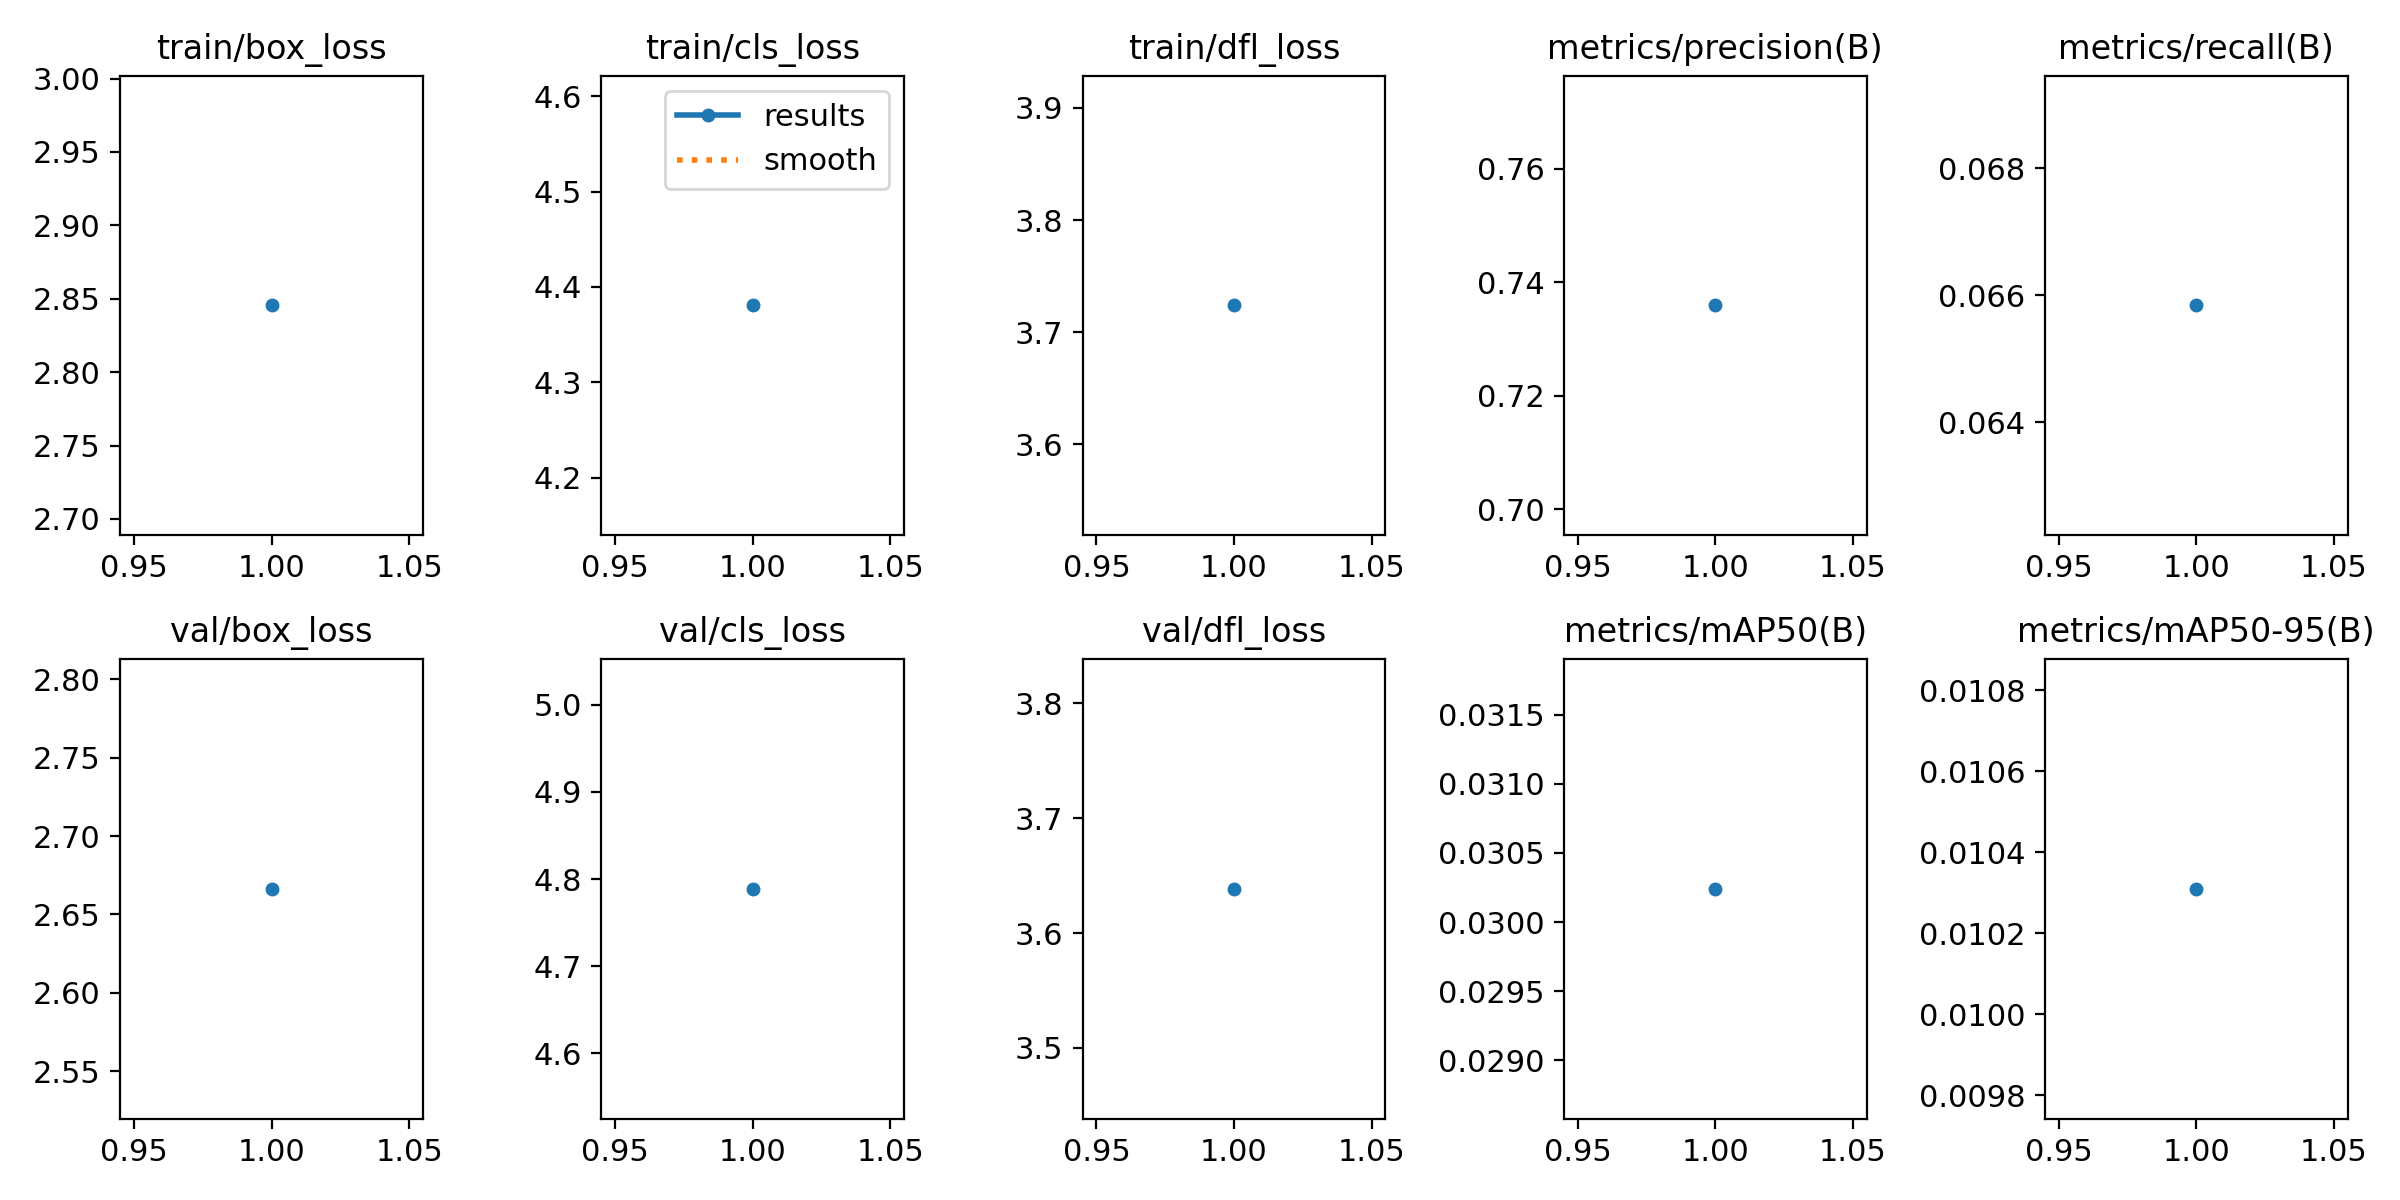 train/box_loss
3.00
2.95
2.90
2.85
2.80
2.75
2.70
0.95 1.00 1.05
train/cls_loss
results
smooth
4.6
4.5
4.4
4.3
4.2
0.95 1.00 1.05
train/dfl_loss
3.9
3.8
3.7
3.6
0.95 1.00 1.05
metrics/precision(B)
0.76
0.74
0.72
0.70
0.95 1.00 1.05
metrics/recall(B)
0.068
0.066
0.064
0.95 1.00 1.05
val/box_loss
2.80
2.75
2.70
2.65
2.60
2.55
0.95 1.00 1.05
val/cls_loss
5.0
4.9
4.8
4.7
4.6
0.95 1.00 1.05
val/dfl_loss
3.8
3.7
3.6
3.5
0.95 1.00 1.05
metrics/mAP50(B)
0.0315
0.0310
0.0305
0.0300
0.0295
0.0290
0.95 1.00 1.05
metrics/mAP50-95(B)
0.0108
0.0106
0.0104
0.0102
0.0100
0.0098
0.95 1.00 1.05